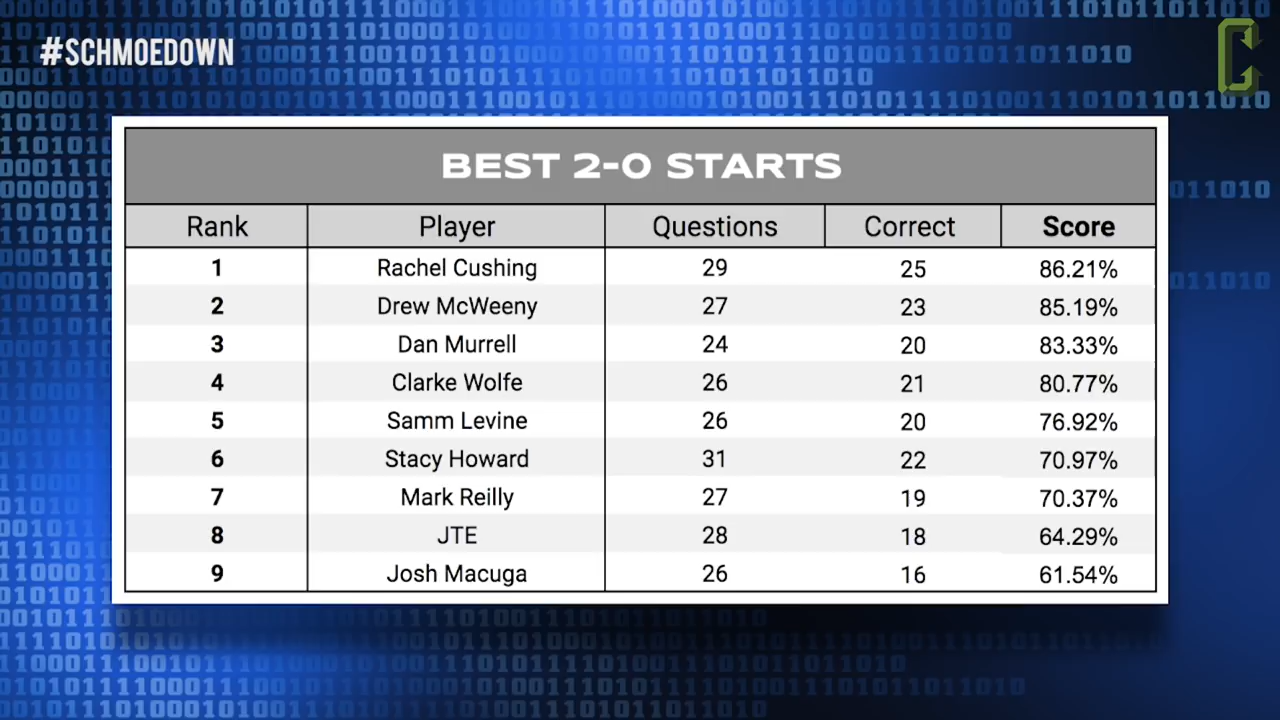 #SCHMOEDOWN
BEST 2-0 STARTS
Rank Player Questions Correct Score
1 Rachel Cushing 29 25 86.21%
2 Drew McWeeny 27 23 85.19%
3 Dan Murrell 24 20 83.33%
4 Clarke Wolfe 26 21 80.77%
5 Samm Levine 26 20 76.92%
6 Stacy Howard 31 22 70.97%
7 Mark Reilly 27 19 70.37%
8 JTE 28 18 64.29%
9 Josh Macuga 26 16 61.54%